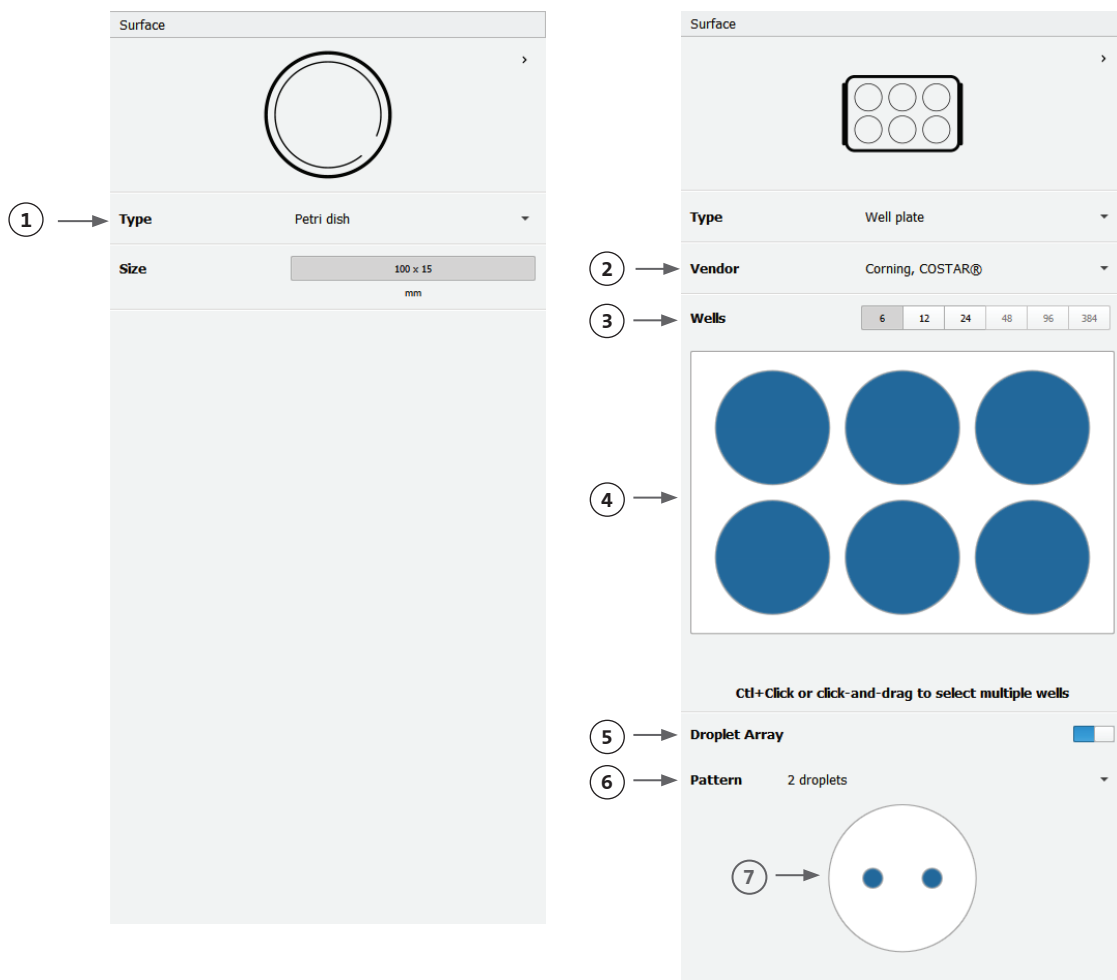 Surface
1
Type Petri dish
Size 100 x 15
mm
Surface
Type Well plate
2
Vendor Corning, COSTAR®
3
Wells 6 12 24 48 96 384
4
Ctl+Click or click-and-drag to select multiple wells
5
Droplet Array
6
Pattern 2 droplets
7